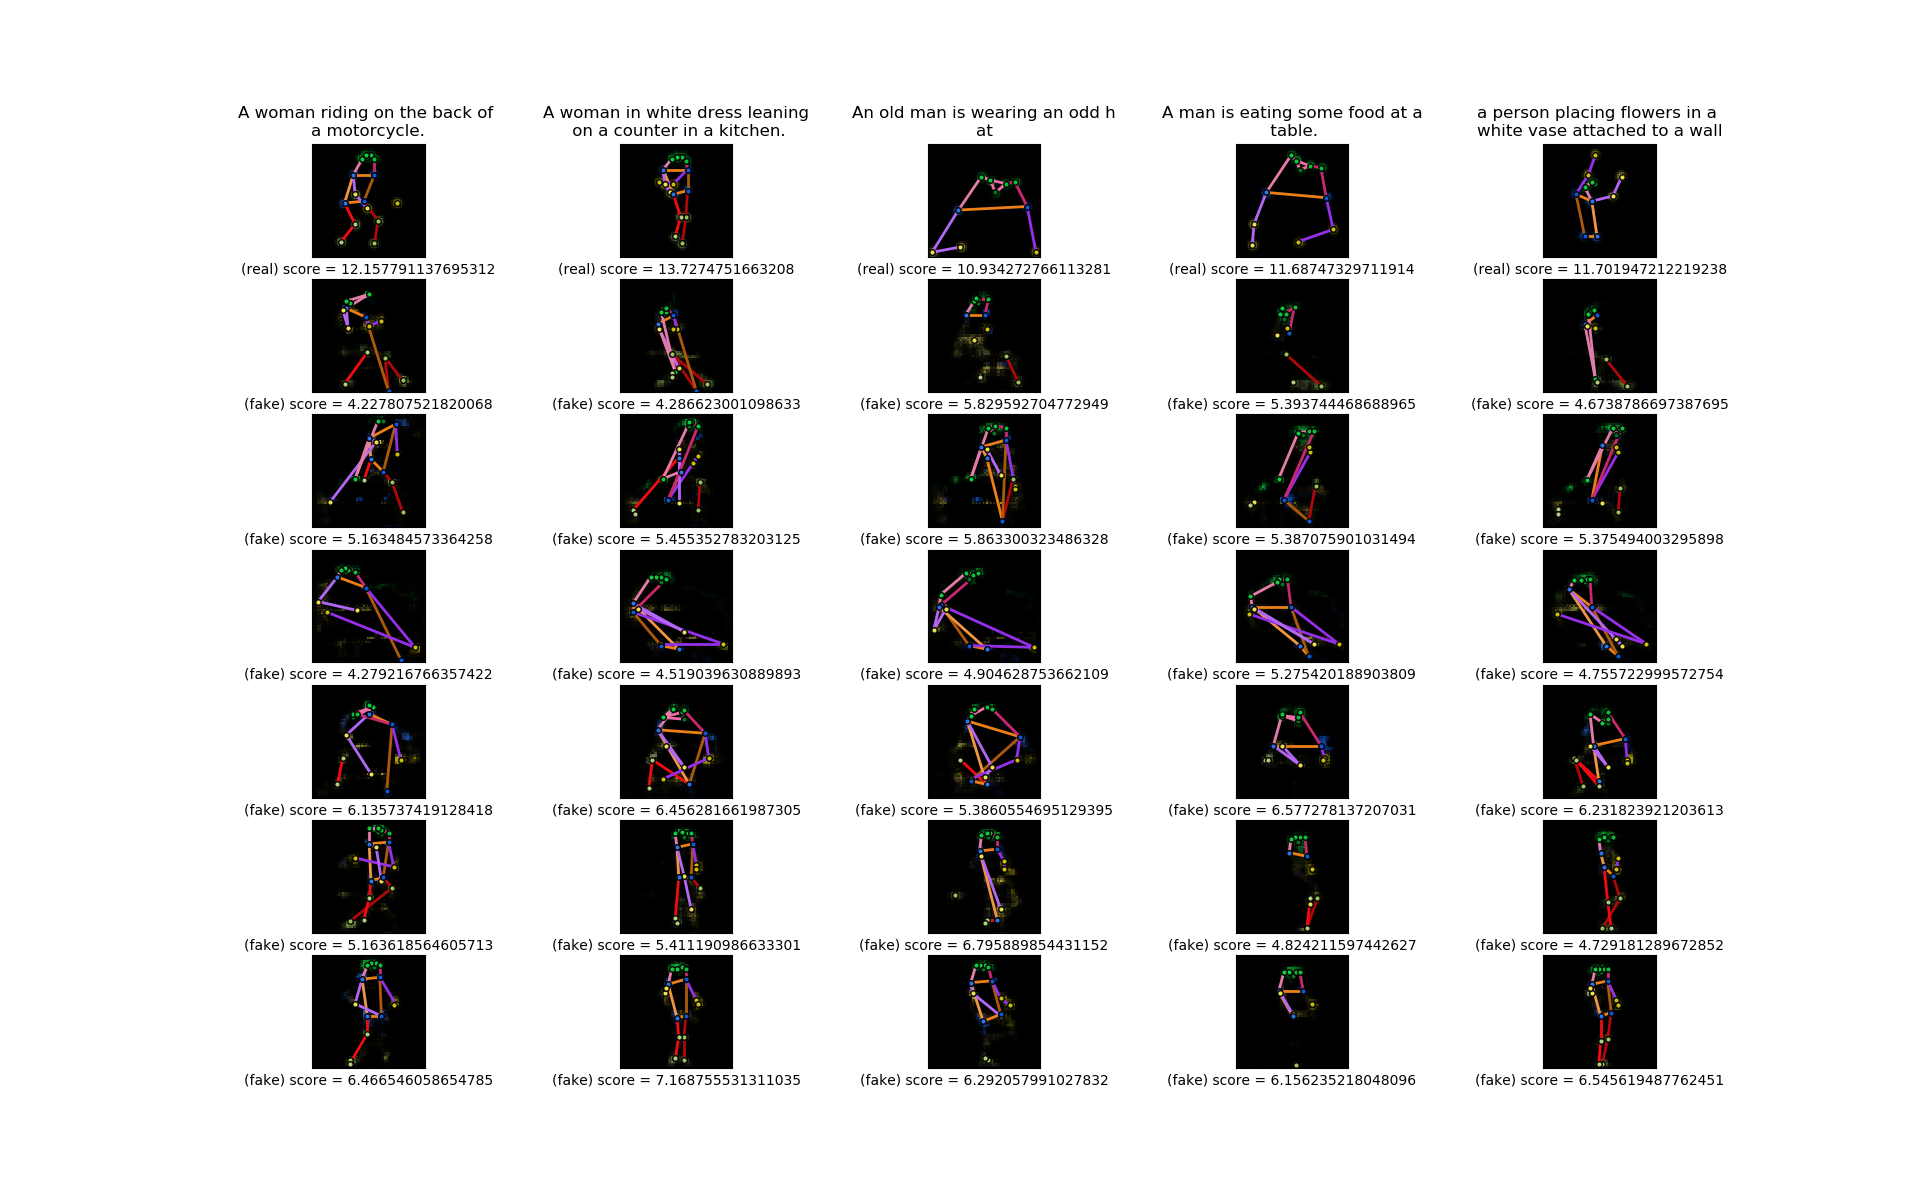 A woman riding on the back of
a motorcycle.
A woman in white dress leaning
on a counter in a kitchen.
An old man is wearing an odd h
at
A man is eating some food at a
table.
a person placing flowers in a
white vase attached to a wall
(real) score = 12.157791137695312
(real) score = 13.7274751663208
(real) score = 10.934272766113281
(real) score = 11.68747329711914
(real) score = 11.701947212219238
(fake) score = 4.227807521820068
(fake) score = 4.286623001098633
(fake) score = 5.829592704772949
(fake) score = 5.393744468688965
(fake) score = 4.6738786697387695
(fake) score = 5.163484573364258
(fake) score = 5.455352783203125
(fake) score = 5.863300323486328
(fake) score = 5.387075901031494
(fake) score = 5.375494003295898
(fake) score = 4.279216766357422
(fake) score = 4.519039630889893
(fake) score = 4.904628753662109
(fake) score = 5.275420188903809
(fake) score = 4.755722999572754
(fake) score = 6.135737419128418
(fake) score = 6.456281661987305
(fake) score = 5.3860554695129395
(fake) score = 6.577278137207031
(fake) score = 6.231823921203613
(fake) score = 5.163618564605713
(fake) score = 5.411190986633301
(fake) score = 6.795889854431152
(fake) score = 4.824211597442627
(fake) score = 4.729181289672852
(fake) score = 6.466546058654785
(fake) score = 7.168755531311035
(fake) score = 6.292057991027832
(fake) score = 6.156235218048096
(fake) score = 6.545619487762451